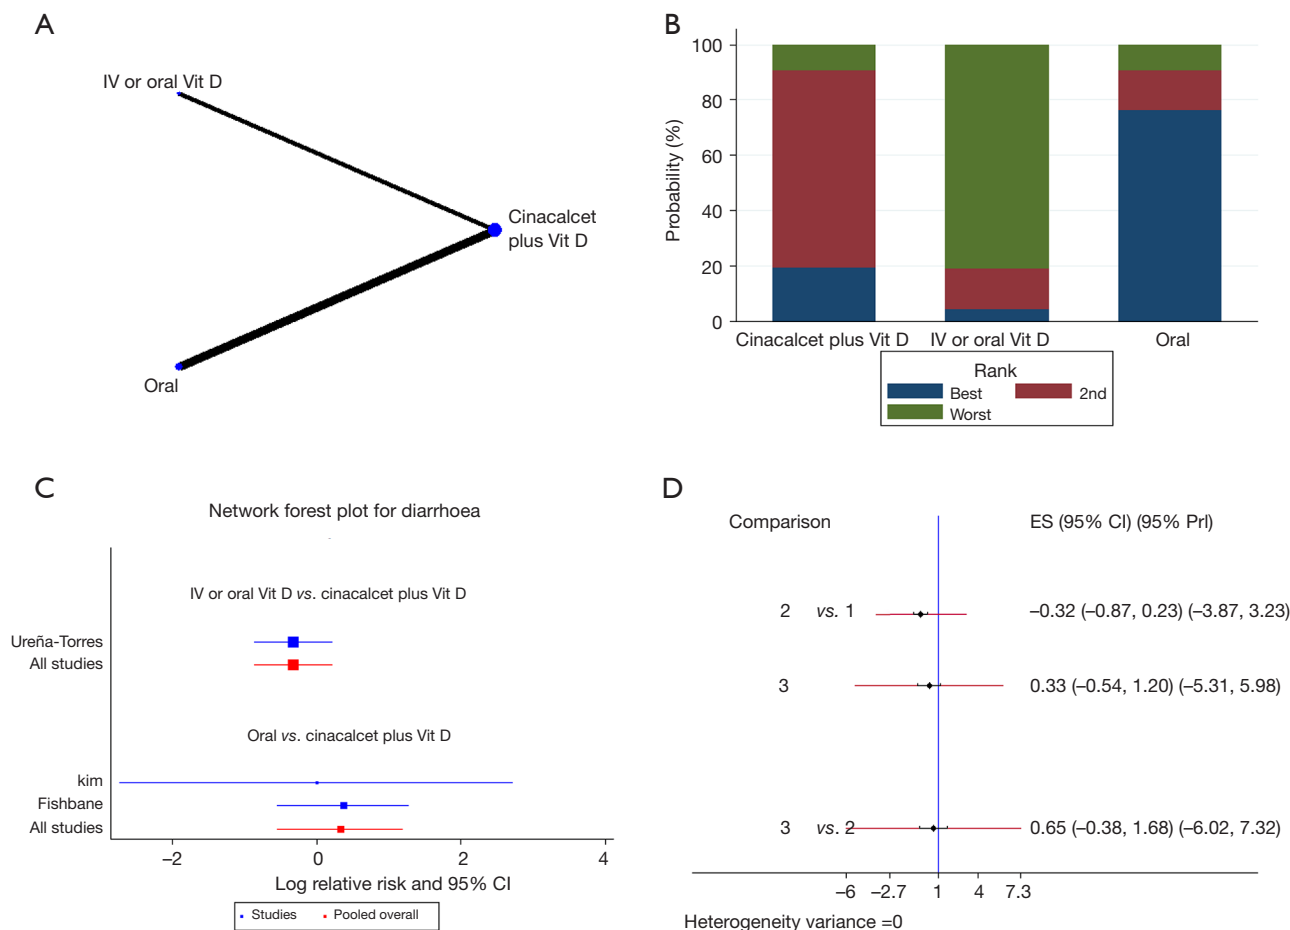 A
IV or oral Vit D
Cinacalcet
plus Vit D
Oral
B
Probability (%)
100
80
60
40
20
0
Cinacalcet plus Vit D
IV or oral Vit D
Oral
Rank
Best
2nd
Worst
C
Network forest plot for diarrhoea
IV or oral Vit D vs. cinacalcet plus Vit D
Ureña-Torres
All studies
Oral vs. cinacalcet plus Vit D
kim
Fishbane
All studies
–2 0 2 4
Log relative risk and 95% CI
Studies Pooled overall
D
Comparison ES (95% CI) (95% PrI)
2 vs. 1 –0.32 (–0.87, 0.23) (–3.87, 3.23)
3 0.33 (–0.54, 1.20) (–5.31, 5.98)
3 vs. 2 0.65 (–0.38, 1.68) (–6.02, 7.32)
–6 –2.7 1 4 7.3
Heterogeneity variance =0